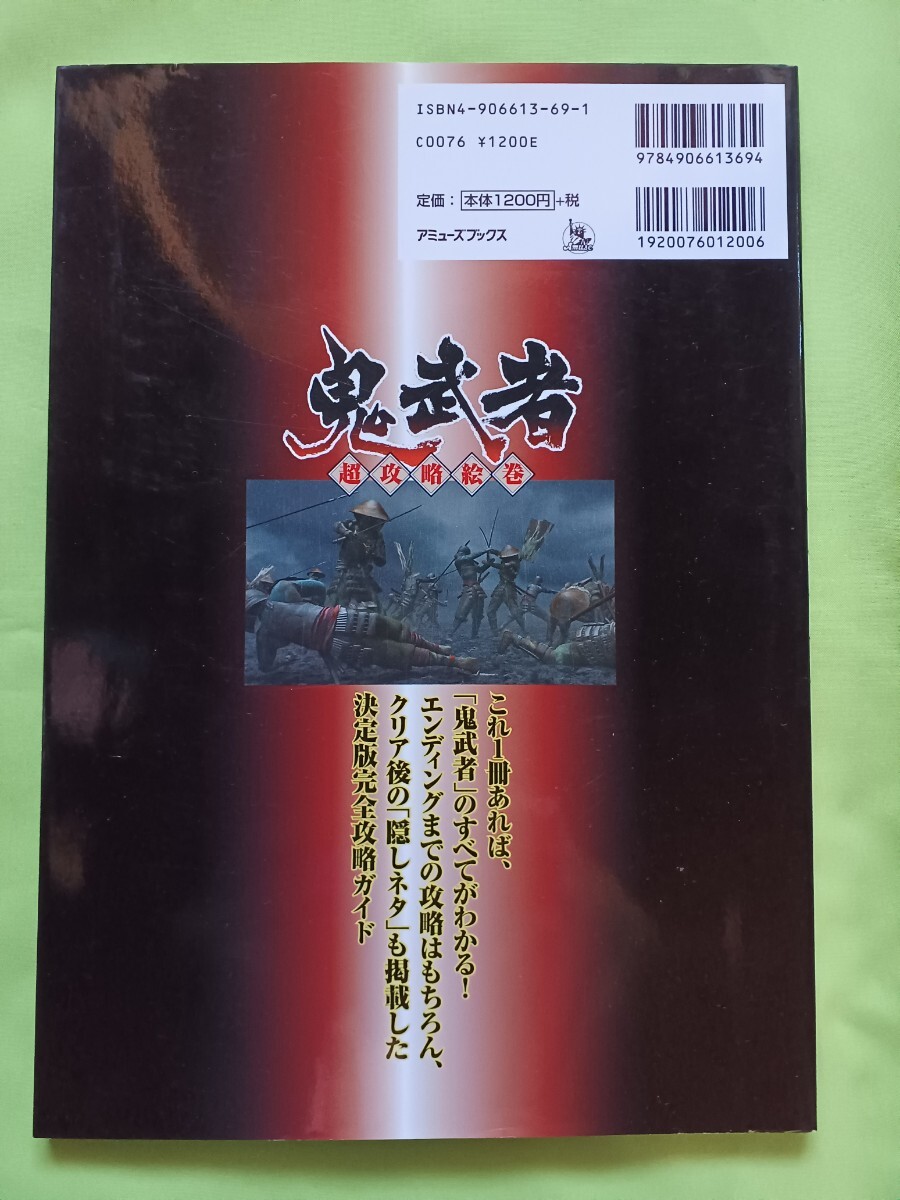 ISBN4-906613-69-1
C0076 ¥1200E
9784906613694
定価：本体1200円+税
アミューズブックス
1920076012006
鬼武者
超攻略絵巻
これ1冊あれば、
「鬼武者」のすべてがわかる！
エンディングまでの攻略はもちろん、
クリア後の「隠しネタ」も掲載した
決定版完全攻略ガイド